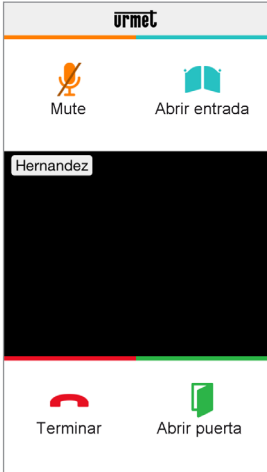 urmet
Mute
Abrir entrada
Hernandez
Terminar
Abrir puerta